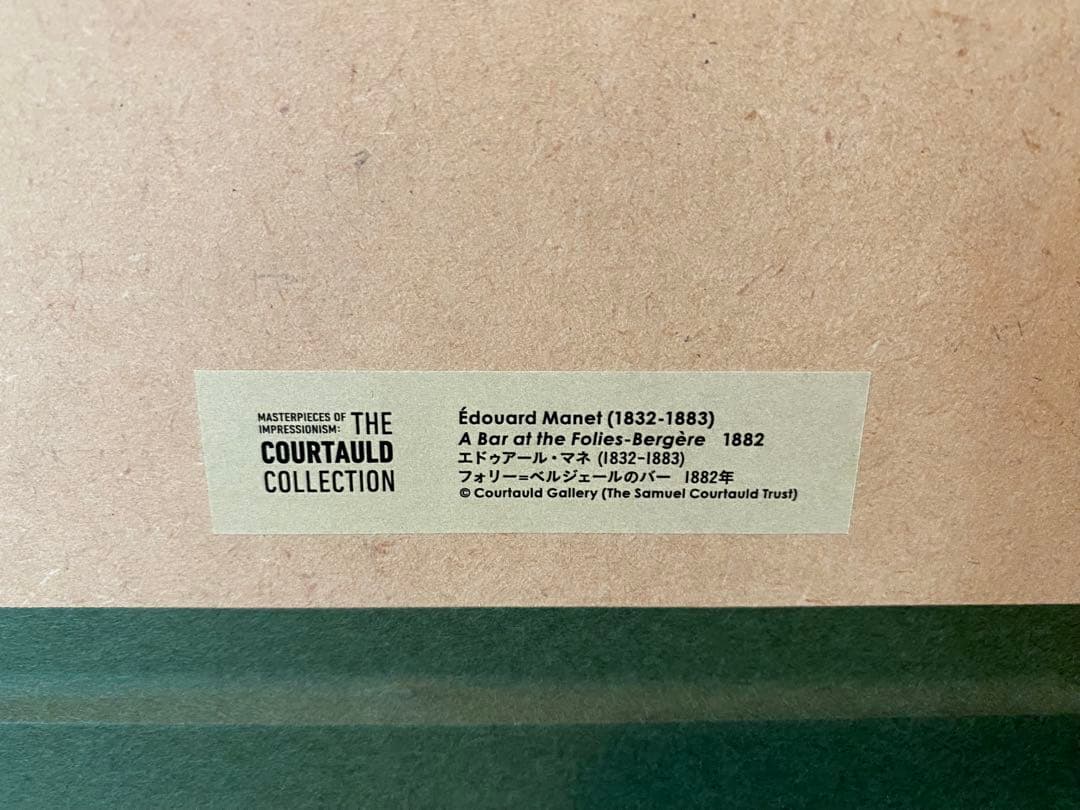 MASTERPIECES OF
IMPRESSIONISM: THE
COURTAULD
COLLECTION
Édouard Manet (1832-1883)
A Bar at the Folies-Bergère 1882
エドゥアール・マネ (1832-1883)
フォリー=ベルジェールのバー 1882年
© Courtauld Gallery (The Samuel Courtauld Trust)